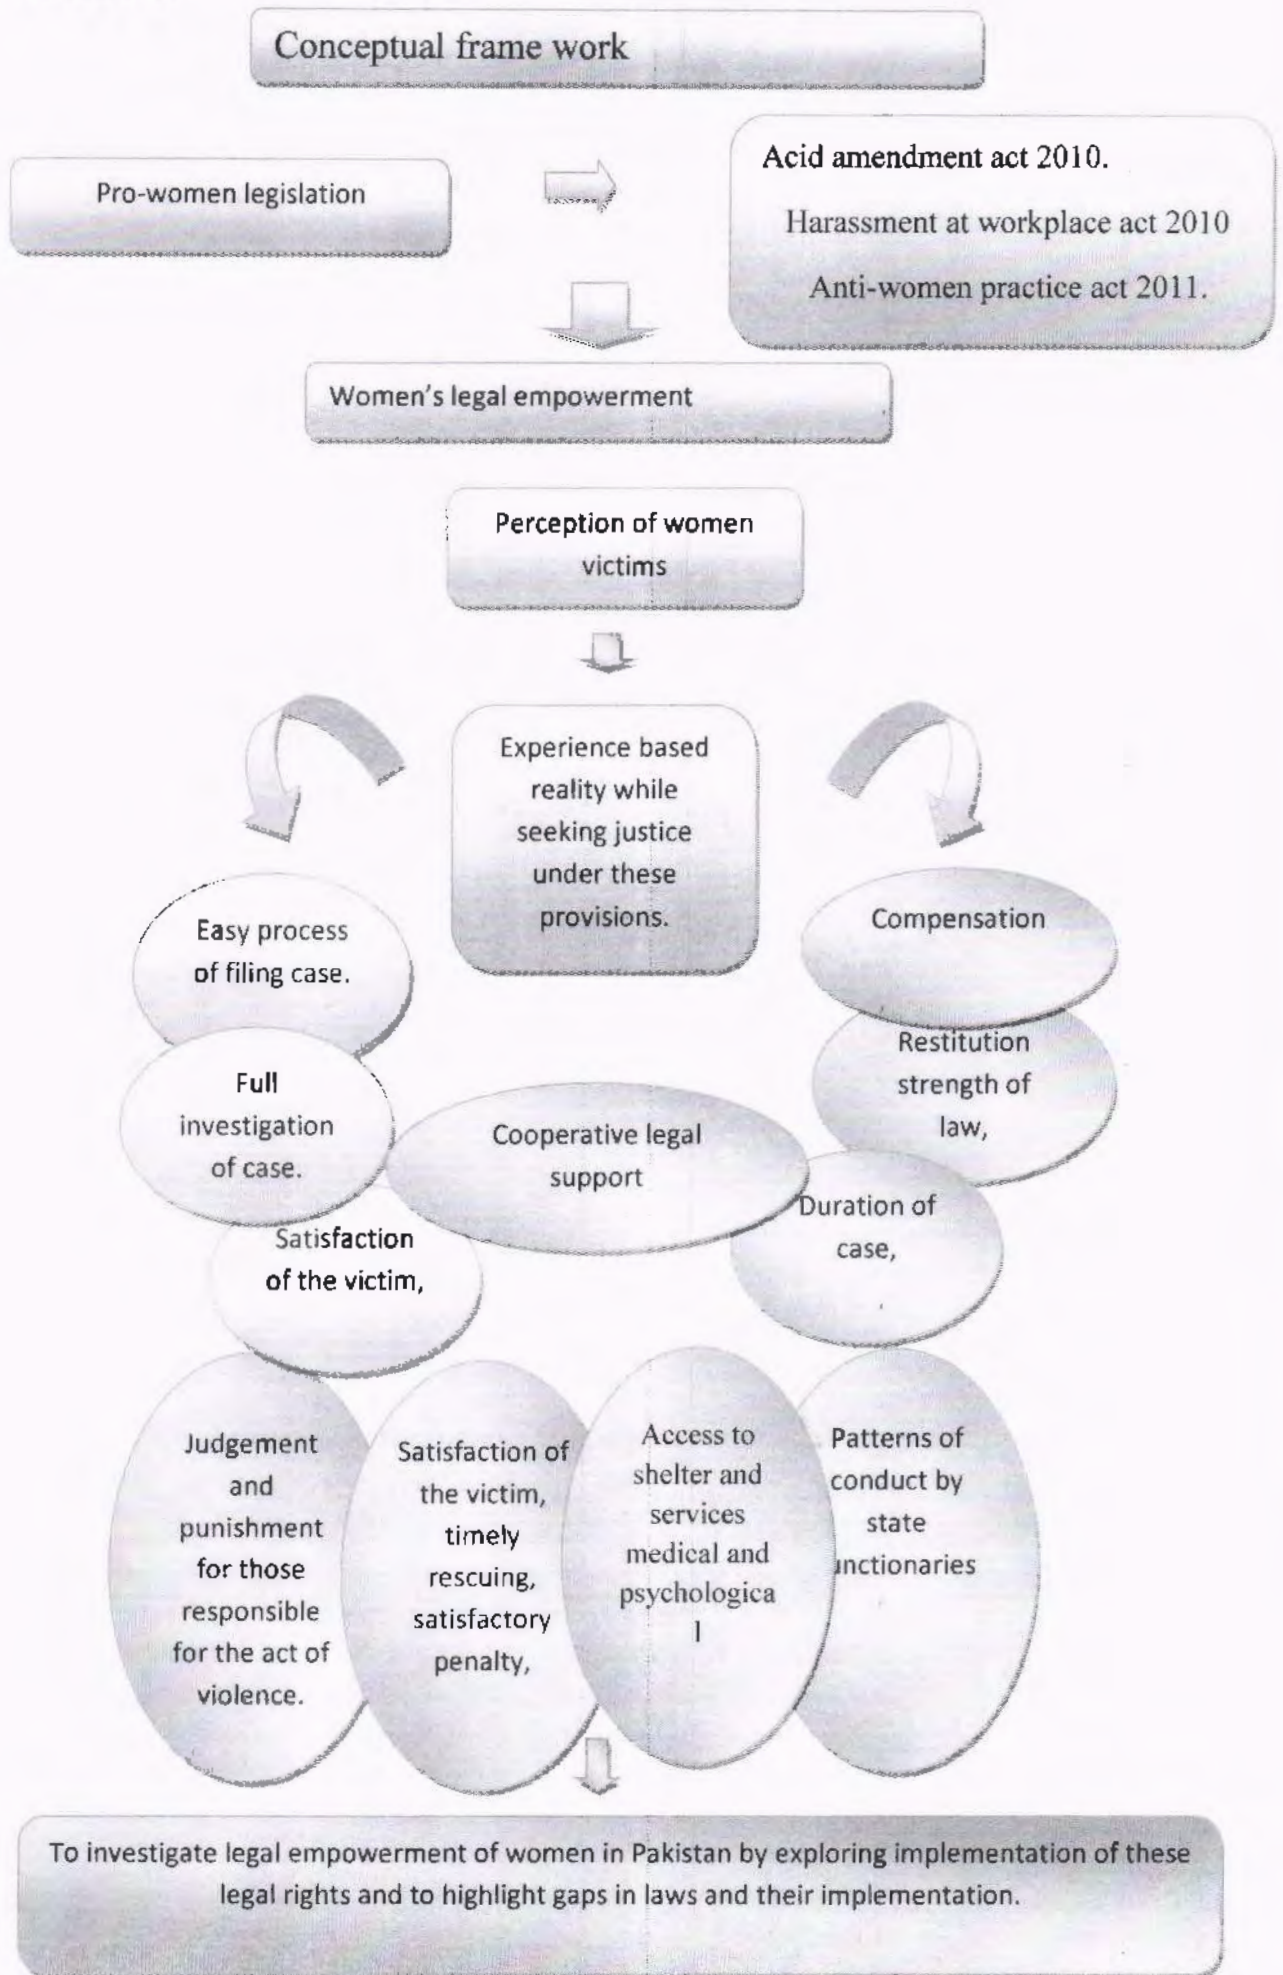 Conceptual frame work
Pro-women legislation
Acid amendment act 2010.
Harassment at workplace act 2010
Anti-women practice act 2011.
Women's legal empowerment
Perception of women
victims
Experience based
reality while
seeking justice
under these
provisions.
Easy process
of filing case.
Full
investigation
of case.
Satisfaction
of the victim,
Cooperative legal
support
Compensation
Restitution
strength of
law,
Duration of
case,
Judgement
and
punishment
for those
responsible
for the act of
violence.
Satisfaction of
the victim,
timely
rescuing,
satisfactory
penalty,
Access to
shelter and
services
medical and
psychologica
l
Patterns of
conduct by
state
unctionaries
To investigate legal empowerment of women in Pakistan by exploring implementation of these
legal rights and to highlight gaps in laws and their implementation.